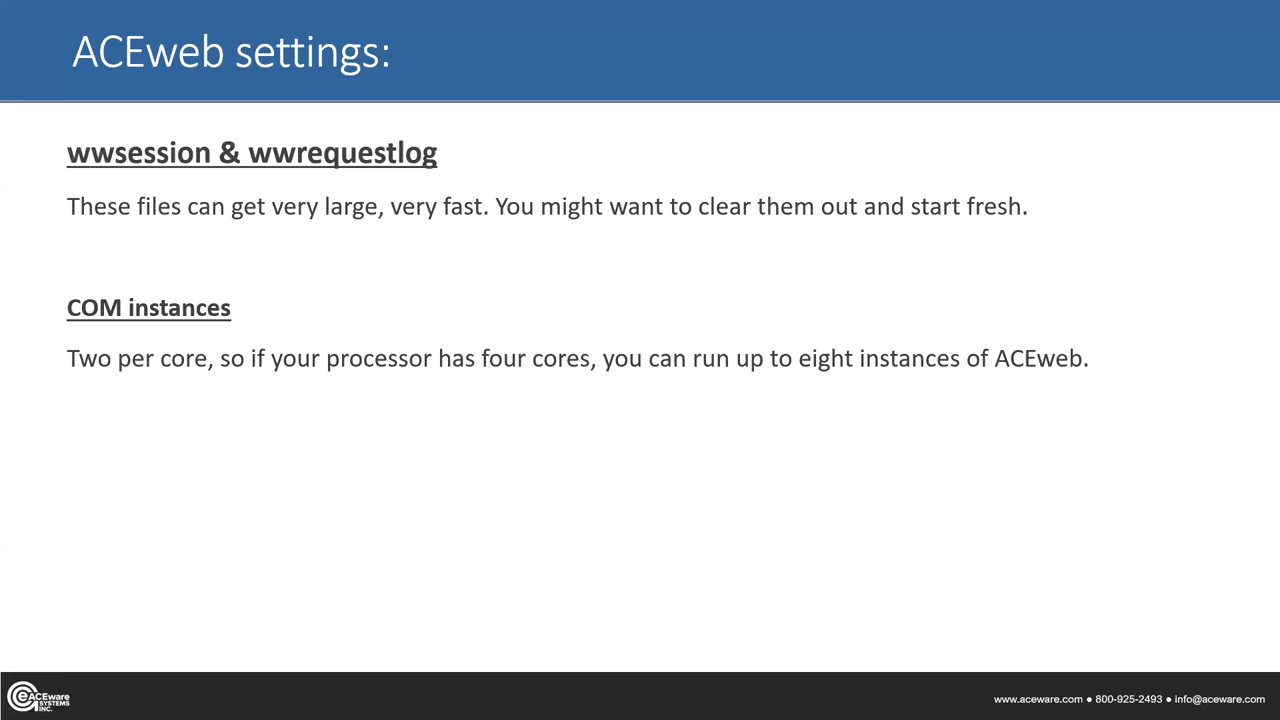 ACEweb settings:
wwsession & wwrequestlog
These files can get very large, very fast. You might want to clear them out and start fresh.
COM instances
Two per core, so if your processor has four cores, you can run up to eight instances of ACEweb.
ACEware
SYSTEMS
INC.
www.aceware.com ● 800-925-2493 ● info@aceware.com